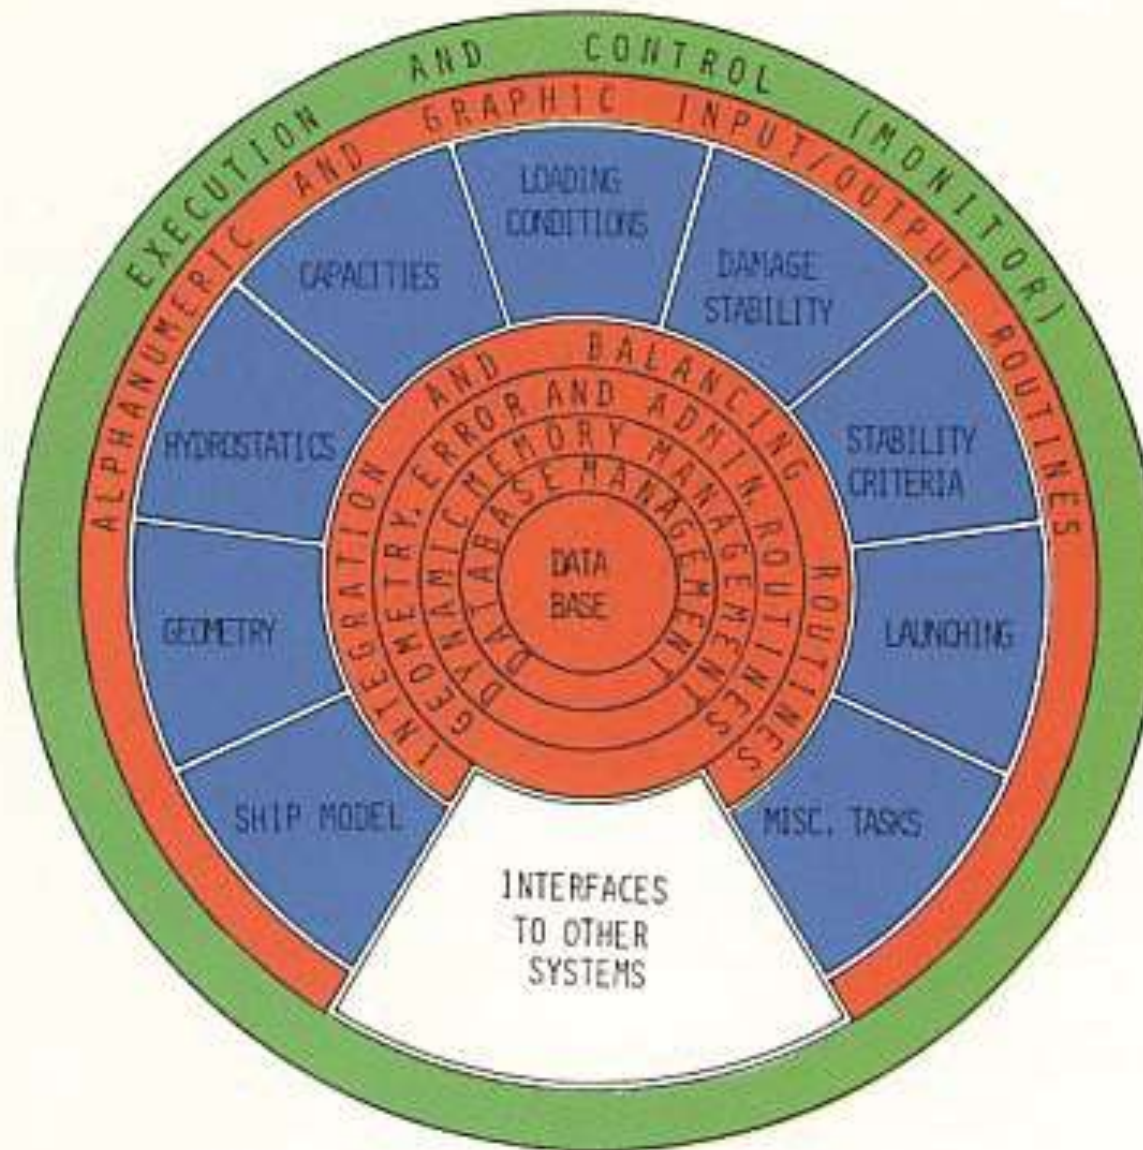 EXECUTION AND CONTROL (MONITOR)
ALPHANUMERIC AND GRAPHIC INPUT/OUTPUT ROUTINES
LOADING
CONDITIONS
CAPACITIES
DAMAGE
STABILITY
HYDROSTATICS
STABILITY
CRITERIA
GEOMETRY
LAUNCHING
SHIP MODEL
MISC. TASKS
INTERFACES
TO OTHER
SYSTEMS
INTEGRATION AND BALANCING ROUTINES
GEOMETRY, ERROR AND ADMIN. ROUTINES
DYNAMIC MEMORY MANAGEMENT
DATABASE MANAGEMENT
DATA
BASE